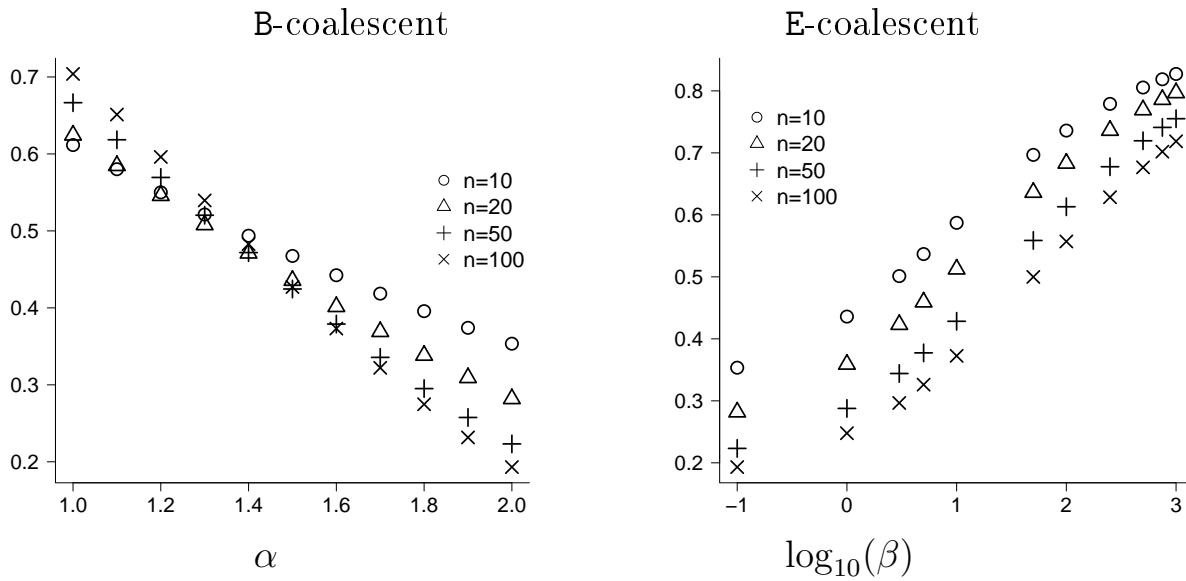 B-coalescent
0.7
0.6
0.5
0.4
0.3
0.2
1.0
1.2
1.4
1.6
1.8
2.0
n=10
n=20
n=50
n=100
α
E-coalescent
0.8
0.7
0.6
0.5
0.4
0.3
0.2
−1
0
1
2
3
n=10
n=20
n=50
n=100
log₁₀(β)